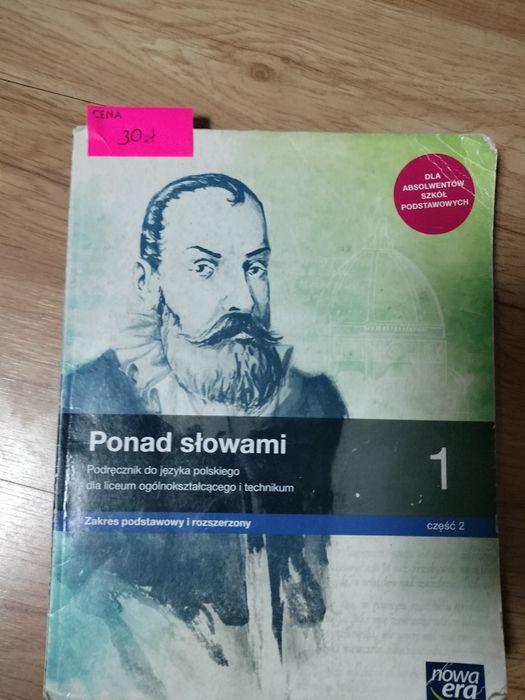 CENA
30zł
DLA
ABSOLWENTÓW
SZKÓŁ
PODSTAWOWYCH
Ponad słowami
1
Podręcznik do języka polskiego
dla liceum ogólnokształcącego i technikum
Zakres podstawowy i rozszerzony
część 2
nowa
era